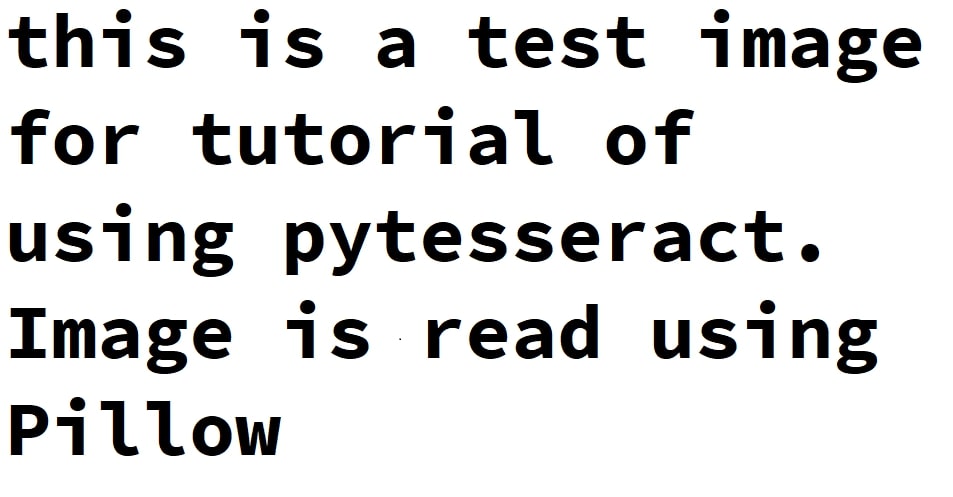 this is a test image
for tutorial of
using pytesseract.
Image is read using
Pillow